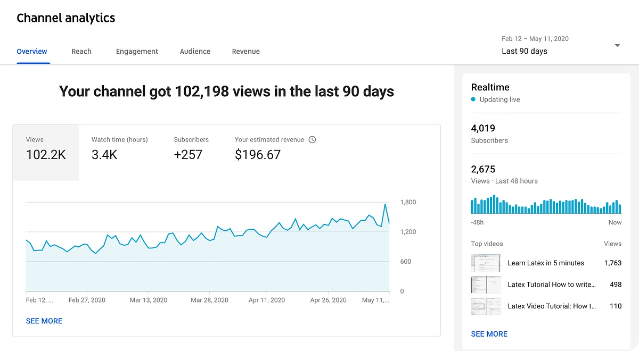 Channel analytics
Feb 12 – May 11, 2020
Last 90 days
Overview
Reach
Engagement
Audience
Revenue
Your channel got 102,198 views in the last 90 days
Views
102.2K
Watch time (hours)
3.4K
Subscribers
+257
Your estimated revenue
$196.67
1,800
1,200
600
0
Feb 12, ...
Feb 27, 2020
Mar 13, 2020
Mar 28, 2020
Apr 11, 2020
Apr 26, 2020
May 11, ...
SEE MORE
Realtime
Updating live
4,019
Subscribers
2,675
Views · Last 48 hours
-48h
Now
Top videos
Views
Learn Latex in 5 minutes
1,763
Latex Tutorial How to write...
498
Latex Video Tutorial: How t...
110
SEE MORE